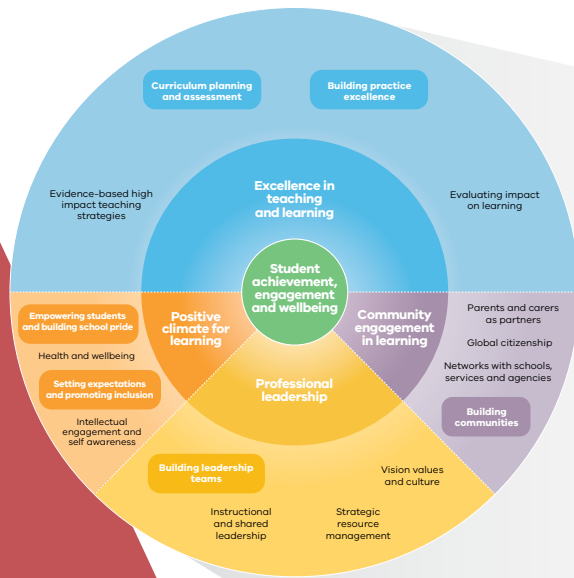 Curriculum planning
and assessment
Building practice
excellence
Evidence-based high
impact teaching
strategies
Excellence in
teaching
and learning
Evaluating impact
on learning
Student
achievement,
engagement
and wellbeing
Empowering students
and building school pride
Health and wellbeing
Setting expectations
and promoting inclusion
Intellectual
engagement and
self awareness
Positive
climate for
learning
Community
engagement
in learning
Parents and carers
as partners
Global citizenship
Networks with schools,
services and agencies
Building
communities
Professional
leadership
Building leadership
teams
Instructional
and shared
leadership
Strategic
resource
management
Vision values
and culture